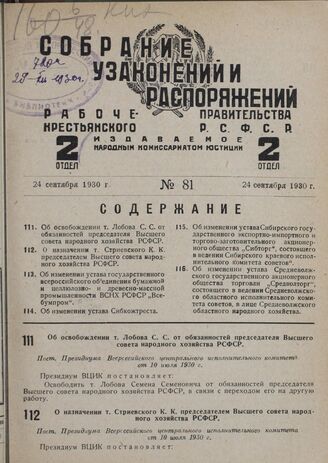 СОБРАНИЕ
УЗАКОНЕНИЙ И
РАСПОРЯЖЕНИЙ
РАБОЧЕ- ПРАВИТЕЛЬСТВА
КРЕСТЬЯНСКОГО Р. С. Ф. С. Р.
ИЗДАВАЕМОЕ
НАРОДНЫМ КОМИССАРИАТОМ ЮСТИЦИИ
2 ОТДЕЛ
2 ОТДЕЛ
24 сентября 1930 г. № 81 24 сентября 1930 г.
СОДЕРЖАНИЕ
111. Об освобождении т. Лобова С. С. от
обязанностей председателя Высшего
совета народного хозяйства РСФСР.
112. О назначении т. Стриевского К. К.
председателем Высшего совета народного хозяйства РСФСР.
113. Об изменении устава государственного
всероссийского объединения бумажной
и целлюлозно- и древесно-массной
промышленности ВСНХ РСФСР „Все-
бумпром".
114. Об изменении устава Сибкожтреста.
115. Об изменении устава Сибирского государственного экспортно-импортного и
торгово-заготовительного акционерного
общества „Сибторг", состоящего
в ведении Сибирского краевого исполнительного комитета советов.
116. Об изменении устава Средневолжского
государственного акционерного
общества торговли „Средволторг",
состоящего в ведении Средневолжского областного исполнительного комитета советов, в лице Средневолжского
областного совета народного хозяйства РСФСР.
111 Об освобождении т. Лобова С. С. от обязанностей председателя Высшего
совета народного хозяйства РСФСР.
Пост. Президиума Всероссийского центрального исполнительного комитета
от 10 июля 1930 г.
Президиум ВЦИК постановляет:
Освободить т. Лобова Семена Семеновича от обязанностей председателя
Высшего совета народного хозяйства РСФСР, в связи с переходом его на другую
работу.
112 О назначении т. Стриевского К. К. председателем Высшего совета народного
хозяйства РСФСР.
Пост. Президиума Всероссийского центрального исполнительного комитета
от 10 июля 1930 г.
Президиум ВЦИК постановляет: